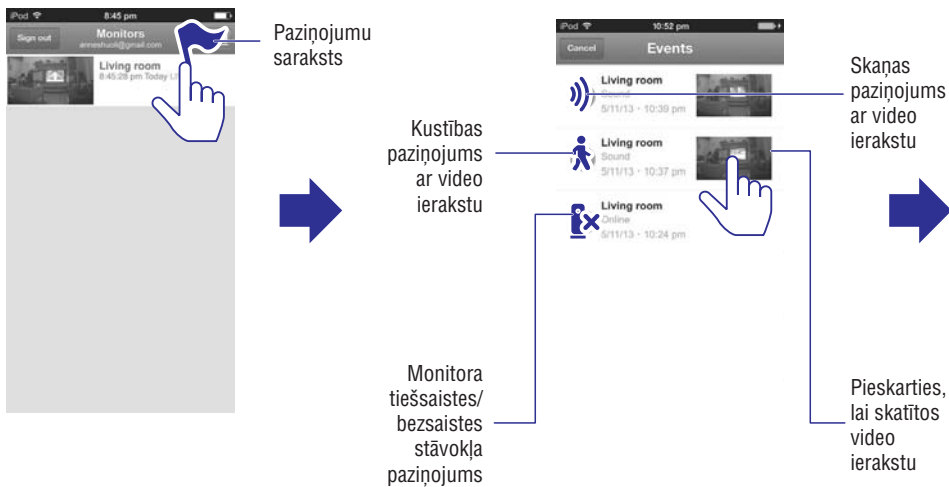 iPod 8:45 pm
Sign out Monitors
anneshuoli@gmail.com
Living room
8:45:28 pm Today
Paziņojumu
saraksts
Kustības
paziņojums
ar video
ierakstu
Monitora
tiešsaistes/
bezsaistes
stāvokļa
paziņojums
iPod 10:52 pm
Cancel Events
Living room
Sound
5/11/13 - 10:39 pm
Living room
Sound
5/11/13 - 10:37 pm
Living room
Online
5/11/13 - 10:24 pm
Skaņas
paziņojums
ar video
ierakstu
Pieskarties,
lai skatītos
video
ierakstu